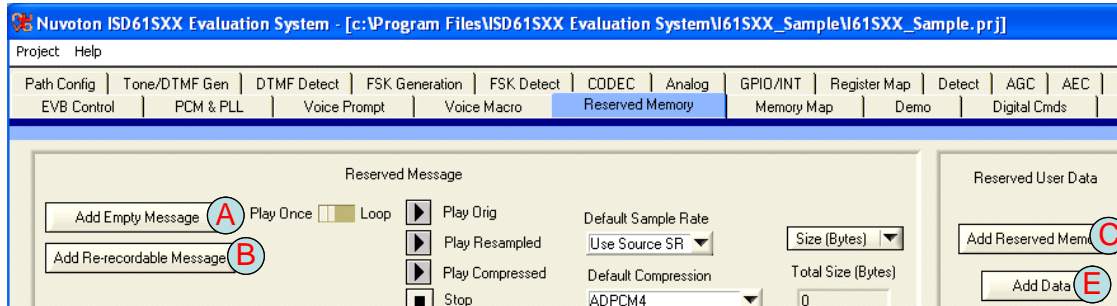 Nuvoton ISD61SXX Evaluation System - [c:\Program Files\ISD61SXX Evaluation System\I61SXX_Sample\I61SXX_Sample.prj]
Project Help
Path Config Tone/DTMF Gen DTMF Detect FSK Generation FSK Detect CODEC Analog GPIO/INT Register Map Detect AGC AEC
EVB Control PCM & PLL Voice Prompt Voice Macro Reserved Memory Memory Map Demo Digital Cmds
Reserved Message
Reserved User Data
Add Empty Message A Play Once Loop Play Orig
Default Sample Rate
Add Re-recordable Message B
Play Resampled
Use Source SR
Size (Bytes)
Add Reserved Mem C
Play Compressed
Default Compression
Total Size (Bytes)
Add Data E
Stop
ADPCM4
0